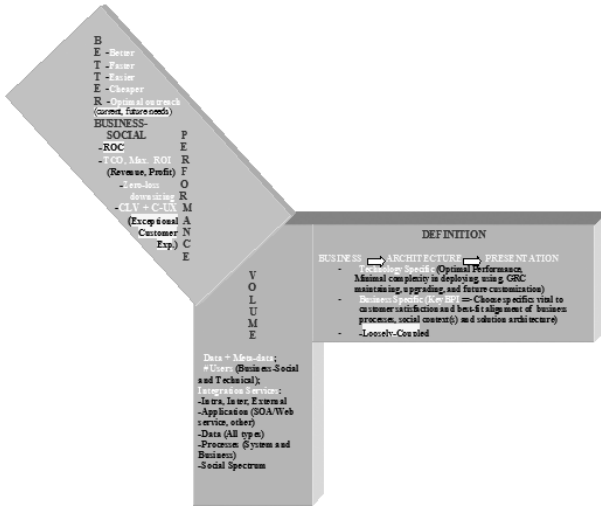 BETTER
-Better
-Faster
-Easier
-Cheaper
-Optimal outreach
(current, future needs)
BUSINESS-
SOCIAL
PERFORMANCE
-ROC
-TCO, Max. ROI
(Revenue, Profit)
-Zero-loss
downsizing
-CLV + C-UX
(Exceptional
Customer
Exp.)
DEFINITION
BUSINESS ARCHITECTURE PRESENTATION
- Technology Specific (Optimal Performance,
Minimal complexity in deploying, using, GRC
maintaining, upgrading, and future customization)
- Business Specific (Key BPI => Choose specifics vital to
customer satisfaction and best-fit alignment of business
processes, social context(s) and solution architecture)
- -Loosely-Coupled
VOLUME
Data + Meta-data;
#Users (Business-Social
and Technical);
Integration Services:
-Intra, Inter, External
-Application (SOA/Web
service, other)
-Data (All types)
-Processes (System and
Business)
-Social Spectrum